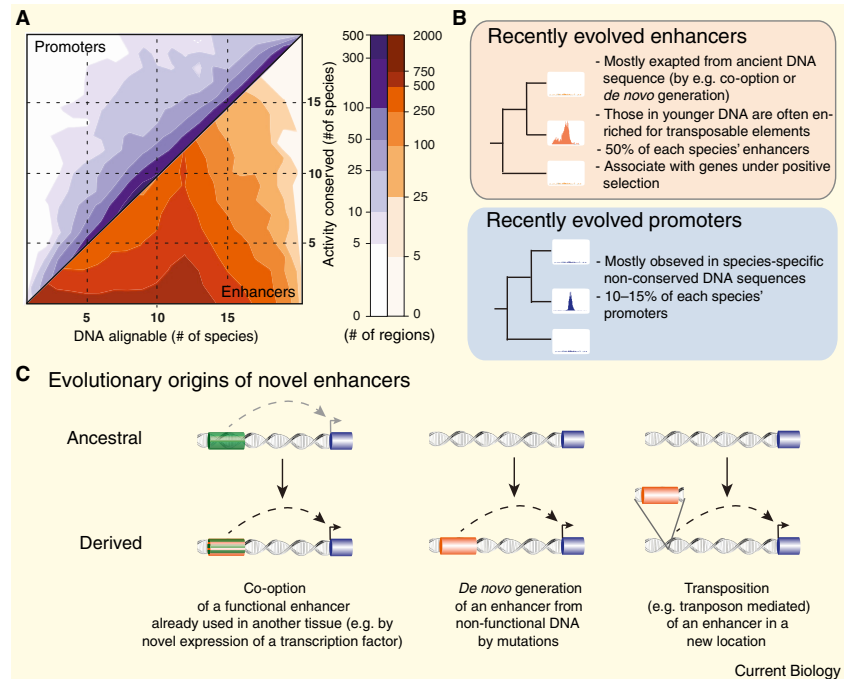 A
Promoters
Enhancers
15
10
5
5
10
15
DNA alignable (# of species)
Activity conserved (#of species)
500
300
100
50
25
10
5
0
2000
750
500
100
25
5
0
(# of regions)
B
Recently evolved enhancers
- Mostly exapted from ancient DNA
sequence (by e.g. co-option or
de novo generation)
- Those in younger DNA are often en-
riched for transposable elements
- 50% of each species' enhancers
- Associate with genes under positive
selection
Recently evolved promoters
- Mostly obseved in species-specific
non-conserved DNA sequences
- 10–15% of each species'
promoters
C
Evolutionary origins of novel enhancers
Ancestral
Derived
Co-option
of a functional enhancer
already used in another tissue (e.g. by
novel expression of a transcription factor)
De novo generation
of an enhancer from
non-functional DNA
by mutations
Transposition
(e.g. tranposon mediated)
of an enhancer in a
new location
Current Biology